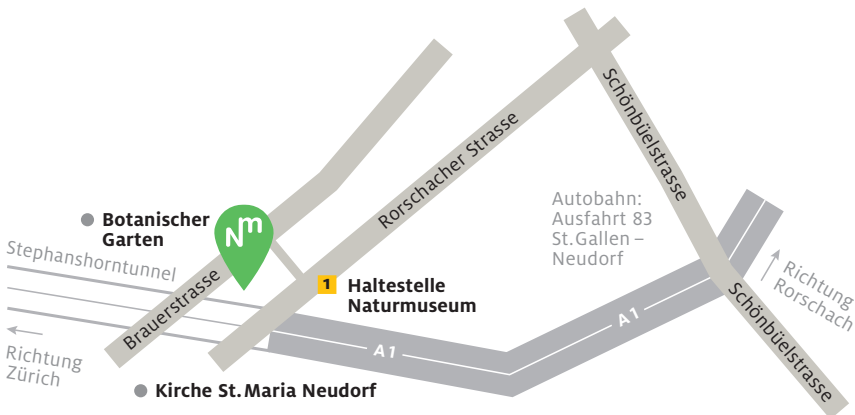 Schönbüelstrasse
Rorschacher Strasse
Autobahn:
Ausfahrt 83
St.Gallen –
Neudorf
Botanischer
Garten
Nm
Stephanshorntunnel
Brauerstrasse
1
Haltestelle
Naturmuseum
Richtung
Rorschach
Schönbüelstrasse
A1
A1
Richtung
Zürich
Kirche St. Maria Neudorf